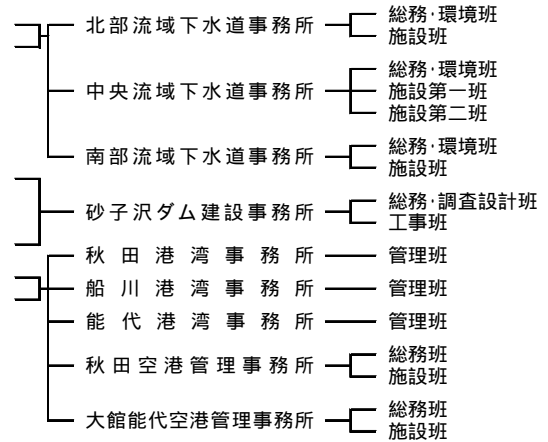 北部流域下水道事務所 総務・環境班
施設班
中央流域下水道事務所 総務・環境班
施設第一班
施設第二班
南部流域下水道事務所 総務・環境班
施設班
砂子沢ダム建設事務所 総務・調査設計班
工事班
秋田港湾事務所 管理班
船川港湾事務所 管理班
能代港湾事務所 管理班
秋田空港管理事務所 総務班
施設班
大館能代空港管理事務所 総務班
施設班